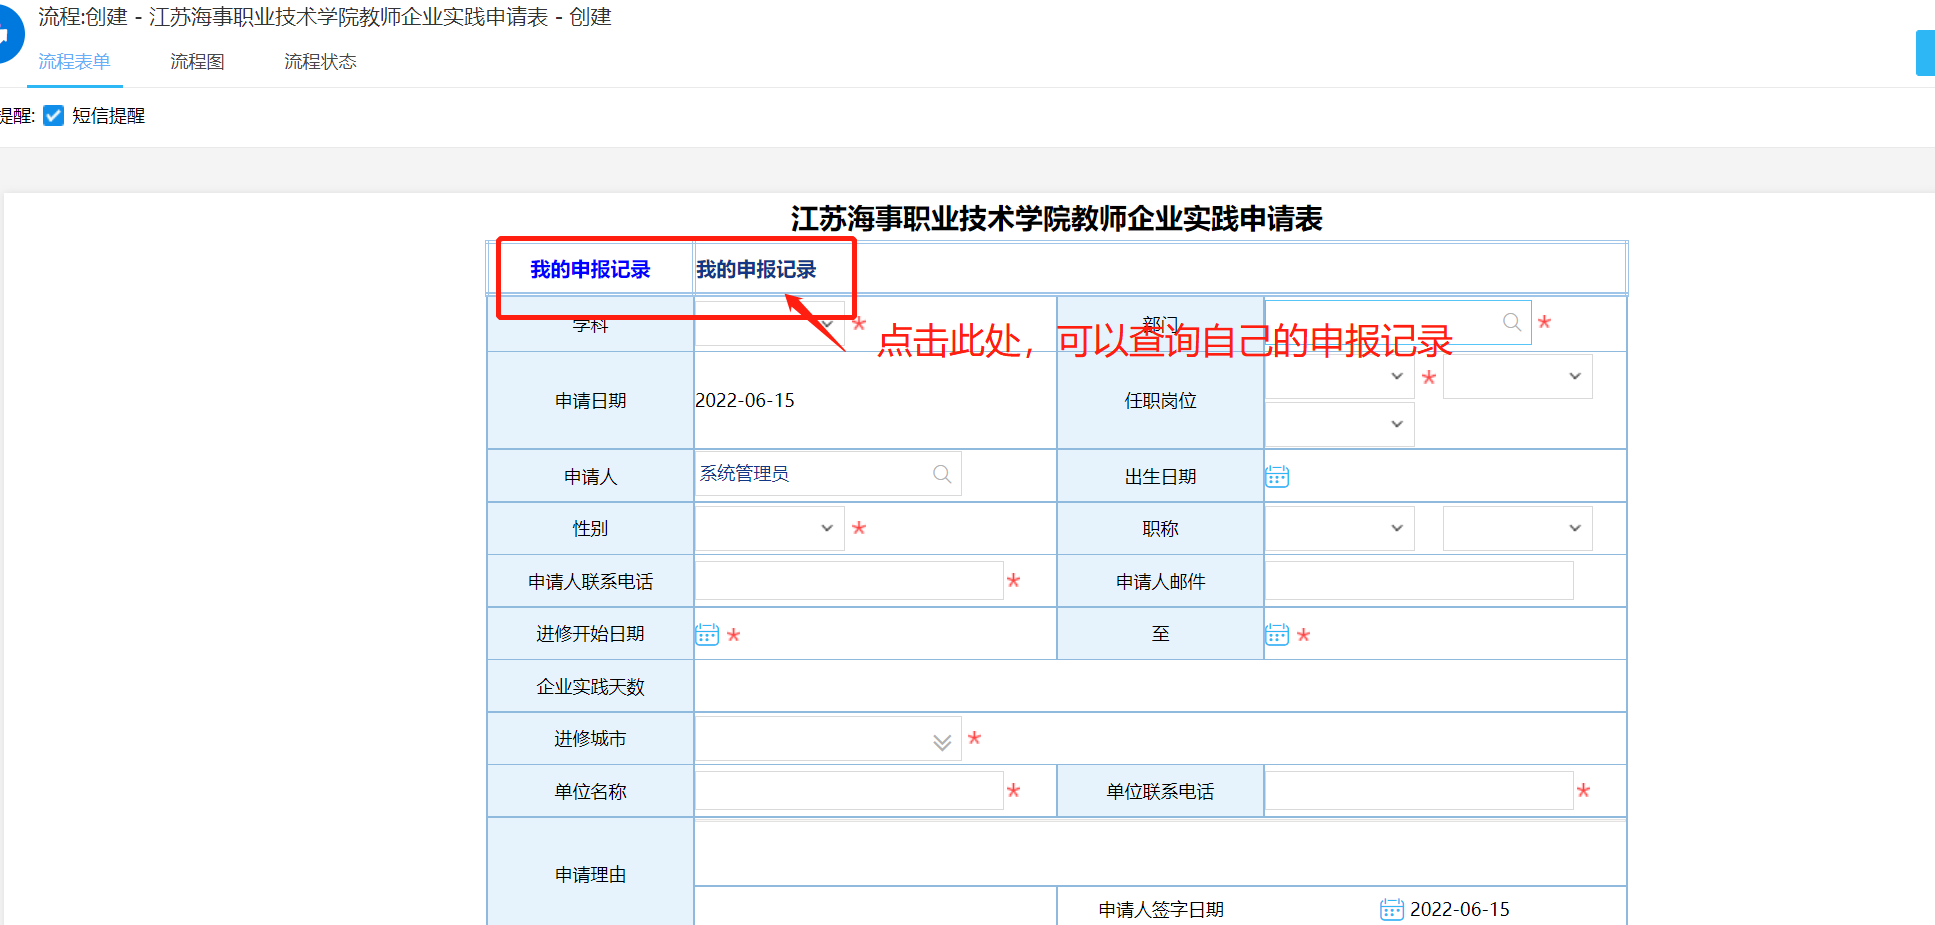 流程:创建 - 江苏海事职业技术学院教师企业实践申请表 - 创建
流程表单 流程图 流程状态
提醒: 短信提醒
江苏海事职业技术学院教师企业实践申请表
我的申报记录 我的申报记录
学科 * 部门 *
点击此处，可以查询自己的申报记录
申请日期 2022-06-15 任职岗位 *
申请人 系统管理员 出生日期
性别 * 职称
申请人联系电话 * 申请人邮件
进修开始日期 * 至 *
企业实践天数
进修城市 *
单位名称 * 单位联系电话 *
申请理由
申请人签字日期 2022-06-15